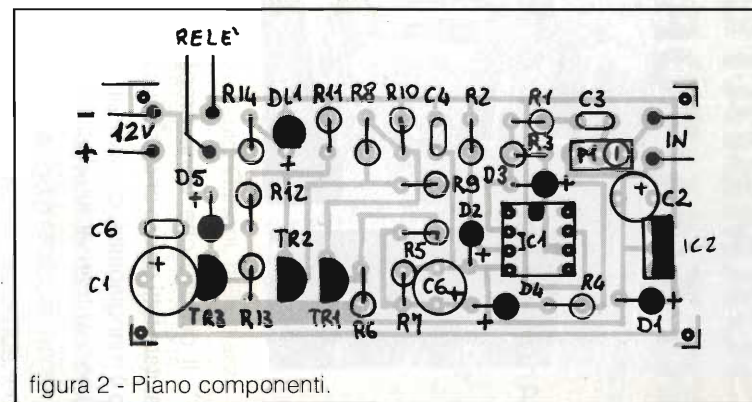 RELE'
R14 DL1 R11 R8 R10 C4 R2 R1 C3
- 12V
+
IN
R3 P1
D5 + R12 R9 D3 + + C2
C6 D2 IC1 IC2
R5 +
C1 + TR2 C6 + + D4 R4 +
TR3 R13 TR1 R6 R7 D1
figura 2 - Piano componenti.